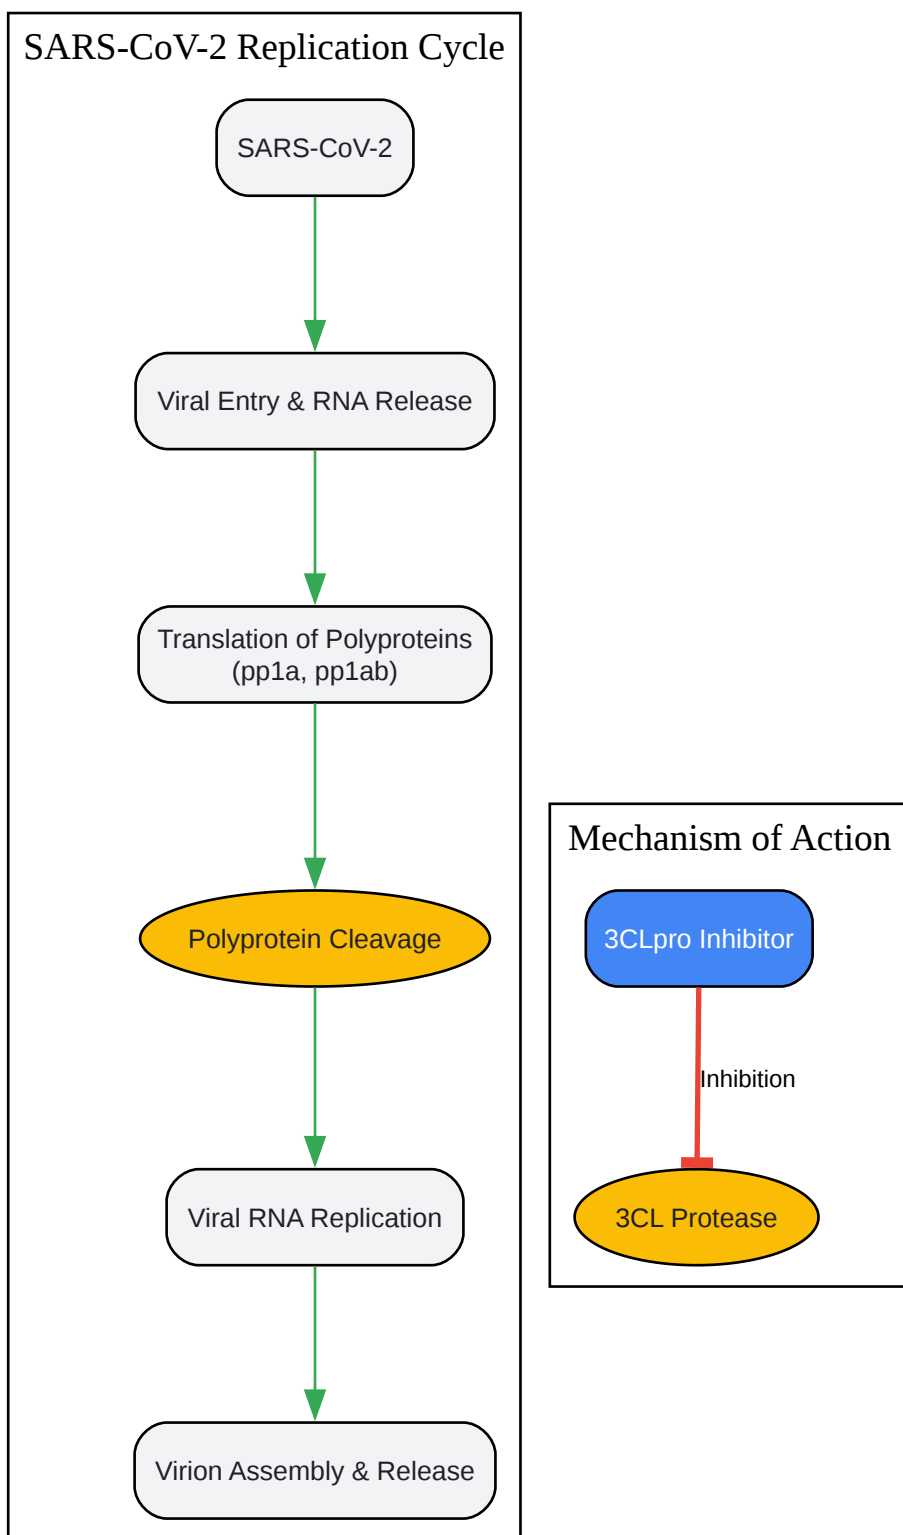 SARS-CoV-2 Replication Cycle
SARS-CoV-2
Viral Entry & RNA Release
Translation of Polyproteins
(pp1a, pp1ab)
Polyprotein Cleavage
Viral RNA Replication
Virion Assembly & Release
Mechanism of Action
3CLpro Inhibitor
Inhibition
3CL Protease